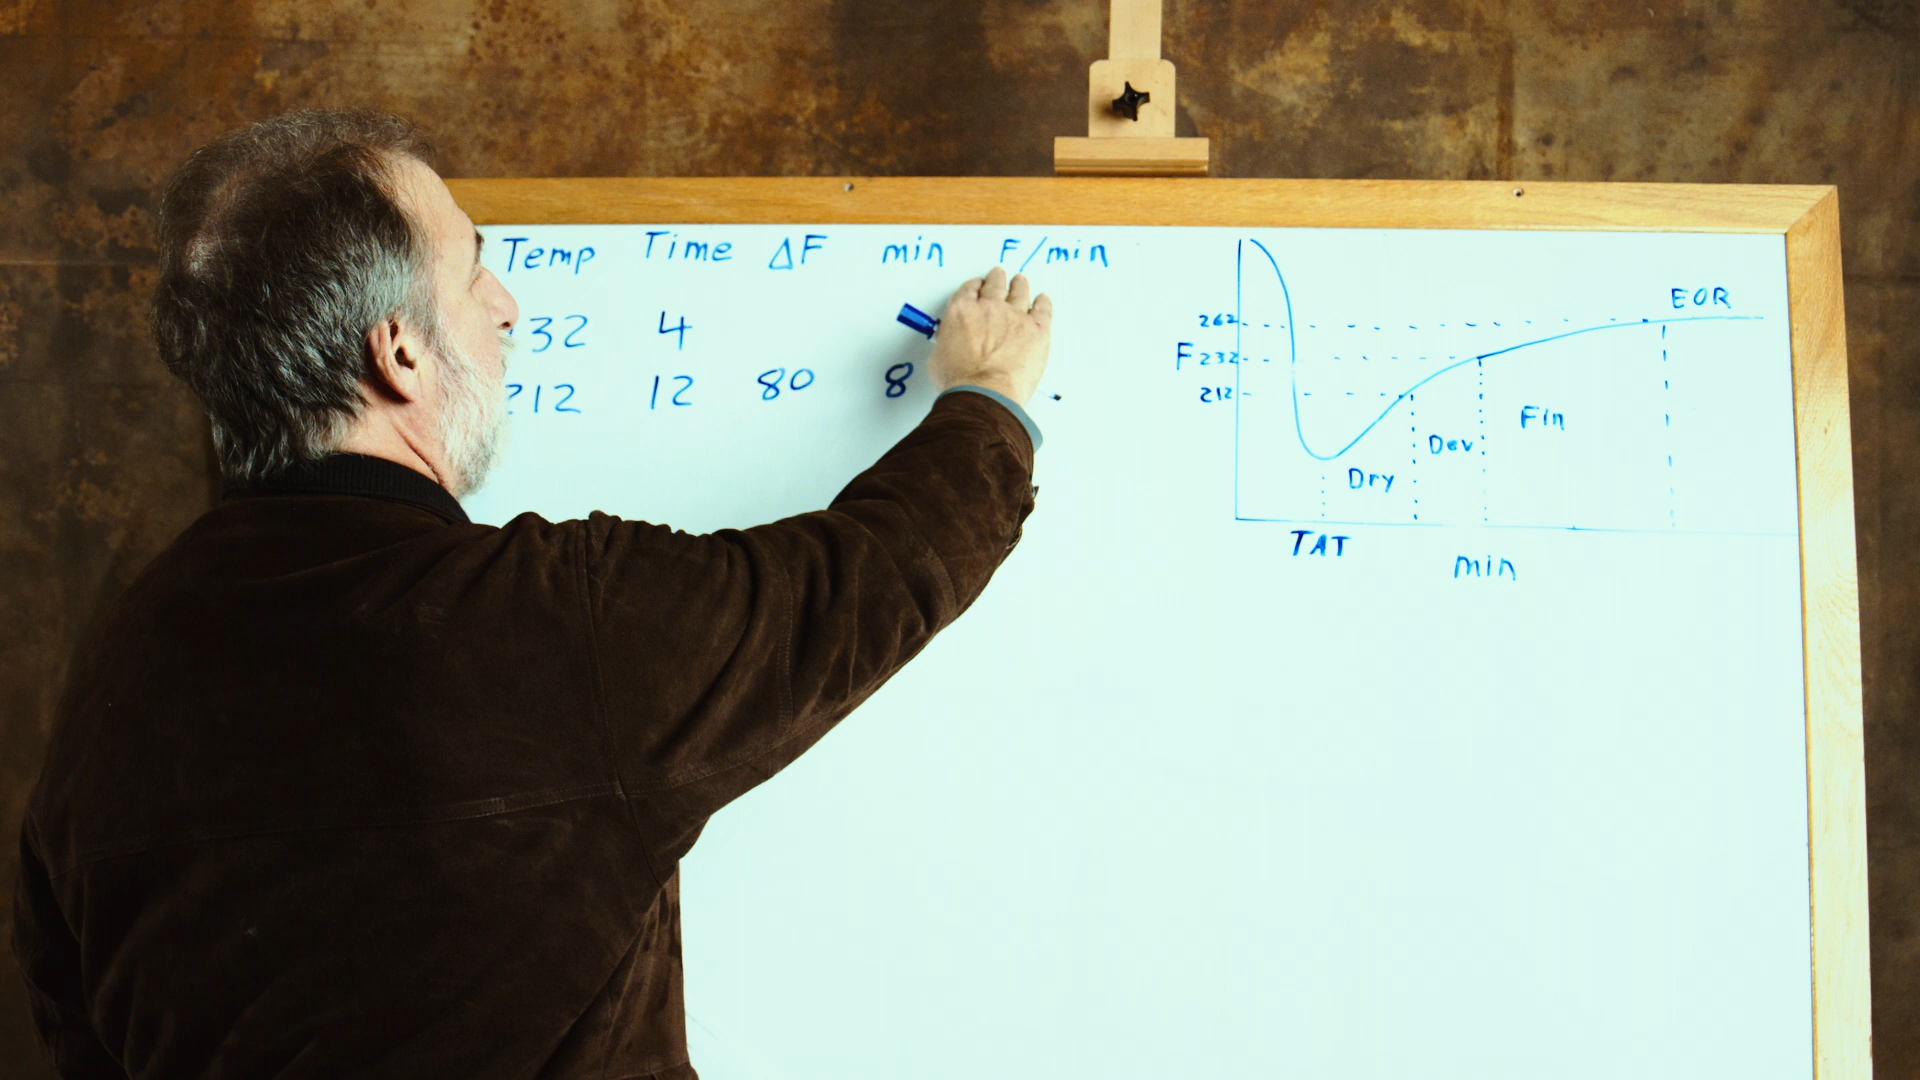 Temp Time ΔF min F/min
32 4
212 12 80 8
EOR
262
F 232
212
Fin
Dev
Dry
TAT
min